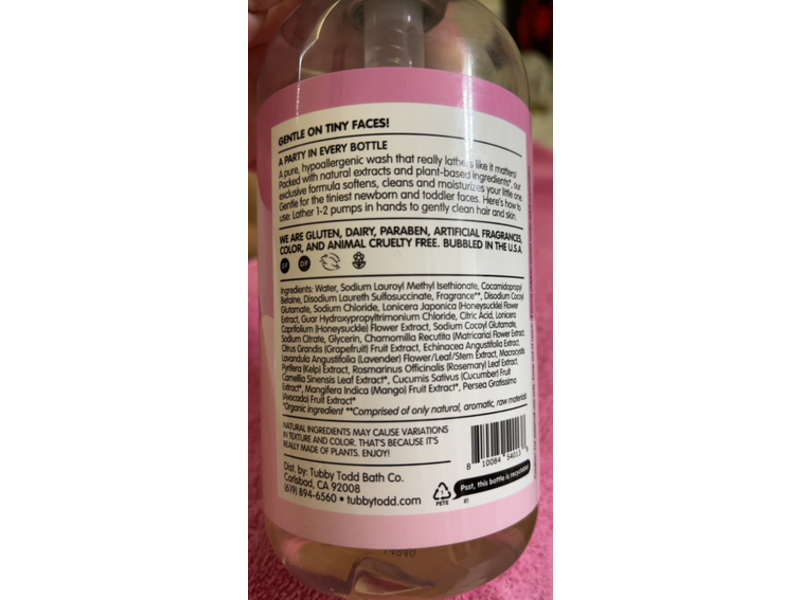 GENTLE ON TINY FACES!
A PARTY IN EVERY BOTTLE
A pure, hypoallergenic wash that really lathers like it matters!
Packed with natural extracts and plant-based ingredients*, our
exclusive formula softens, cleans and moisturizes your little one.
Gentle for the tiniest newborn and toddler faces. Here's how to
use: Lather 1-2 pumps in hands to gently clean hair and skin.
WE ARE GLUTEN, DAIRY, PARABEN, ARTIFICIAL FRAGRANCES,
COLOR, AND ANIMAL CRUELTY FREE. BUBBLED IN THE U.S.A.
GF DF
Ingredients: Water, Sodium Lauroyl Methyl Isethionate, Cocamidopropyl
Betaine, Disodium Laureth Sulfosuccinate, Fragrance**, Disodium Cocoyl
Glutamate, Sodium Chloride, Lonicera Japonica (Honeysuckle) Flower
Extract, Guar Hydroxypropyltrimonium Chloride, Citric Acid, Lonicera
Caprifolium (Honeysuckle) Flower Extract, Sodium Cocoyl Glutamate,
Sodium Citrate, Glycerin, Chamomilla Recutita (Matricaria) Flower Extract,
Citrus Grandis (Grapefruit) Fruit Extract, Echinacea Angustifolia Extract,
Lavandula Angustifolia (Lavender) Flower/Leaf/Stem Extract, Macrocystis
Pyrifera (Kelp) Extract, Rosmarinus Officinalis (Rosemary) Leaf Extract,
Camellia Sinensis Leaf Extract*, Cucumis Sativus (Cucumber) Fruit
Extract*, Mangifera Indica (Mango) Fruit Extract*, Persea Gratissima
(Avocado) Fruit Extract*
*Organic ingredient **Comprised of only natural, aromatic, raw materials
NATURAL INGREDIENTS MAY CAUSE VARIATIONS
IN TEXTURE AND COLOR. THAT'S BECAUSE IT'S
REALLY MADE OF PLANTS. ENJOY!
8 10084 54013
Dist. by: Tubby Todd Bath Co.
Carlsbad, CA 92008
(619) 894-6560 • tubbytodd.com
1
PETE
Psst, this bottle is recyclable!
R1